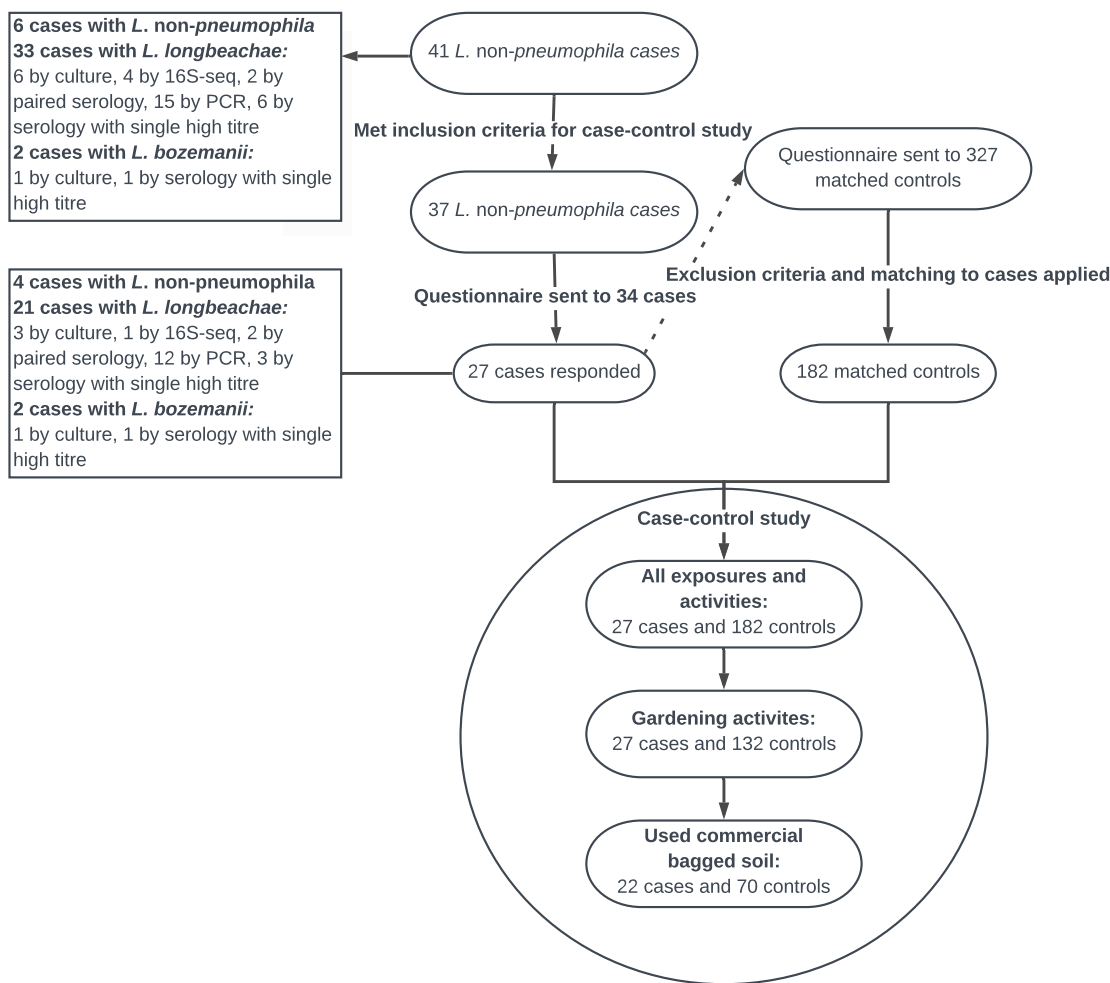 6 cases with L. non-pneumophila
33 cases with L. longbeachae:
6 by culture, 4 by 16S-seq, 2 by
paired serology, 15 by PCR, 6 by
serology with single high titre
2 cases with L. bozemanii:
1 by culture, 1 by serology with single
high titre
41 L. non-pneumophila cases
Met inclusion criteria for case-control study
Questionnaire sent to 327
matched controls
37 L. non-pneumophila cases
Exclusion criteria and matching to cases applied
Questionnaire sent to 34 cases
4 cases with L. non-pneumophila
21 cases with L. longbeachae:
3 by culture, 1 by 16S-seq, 2 by
paired serology, 12 by PCR, 3 by
serology with single high titre
2 cases with L. bozemanii:
1 by culture, 1 by serology with single
high titre
27 cases responded
182 matched controls
Case-control study
All exposures and
activities:
27 cases and 182 controls
Gardening activites:
27 cases and 132 controls
Used commercial
bagged soil:
22 cases and 70 controls